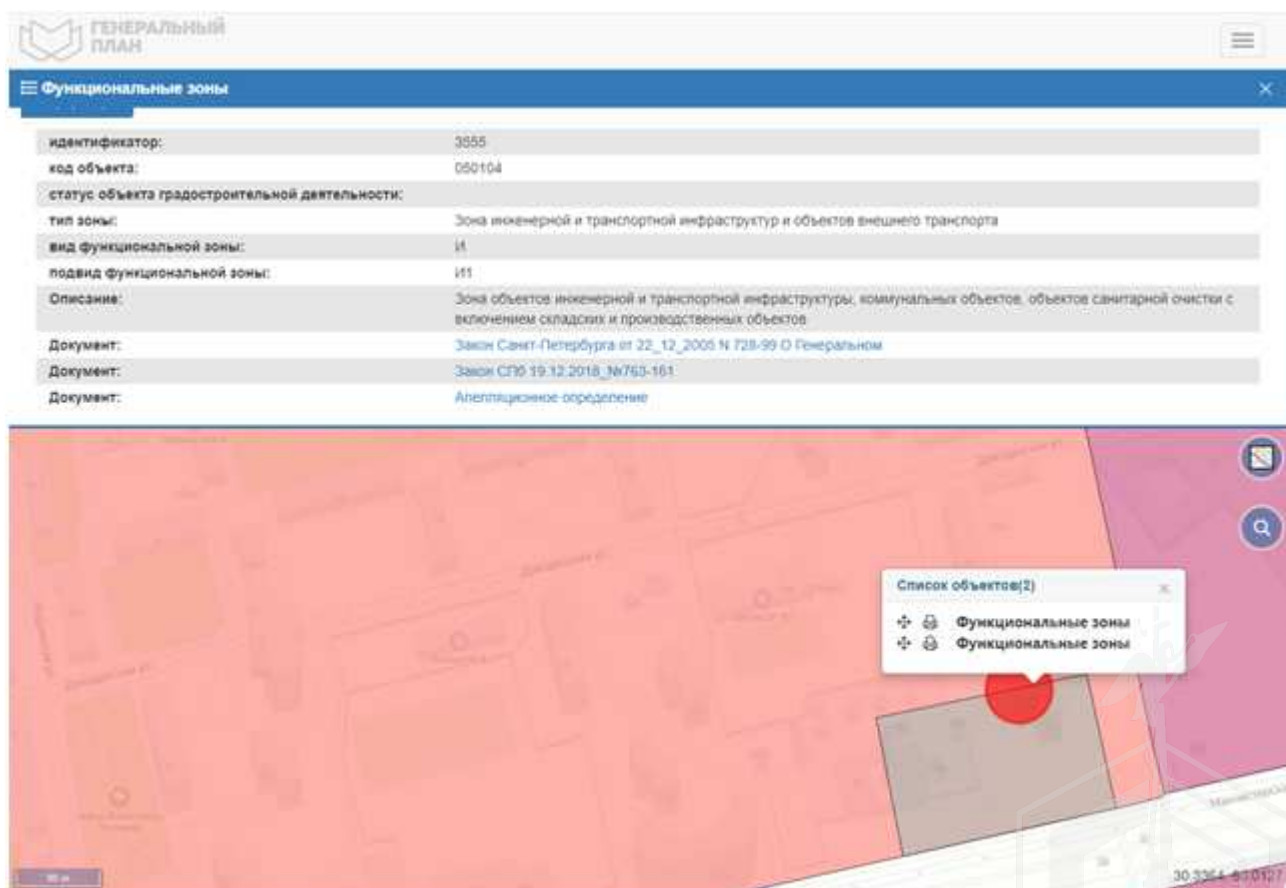 ГЕНЕРАЛЬНЫЙ
ПЛАН
Функциональные зоны
идентификатор: 3555
код объекта: 050104
статус объекта градостроительной деятельности:
тип зоны: Зона инженерной и транспортной инфраструктур и объектов внешнего транспорта
вид функциональной зоны: И
подвид функциональной зоны: И1
Описание: Зона объектов инженерной и транспортной инфраструктуры, коммунальных объектов, объектов санитарной очистки с
включением складских и производственных объектов
Документ: Закон Санкт-Петербурга от 22_12_2005 N 728-99 О Генеральном
Документ: Закон СПб 19.12.2018_№763-161
Документ: Апелляционное определение
Список объектов(2)
Функциональные зоны
Функциональные зоны